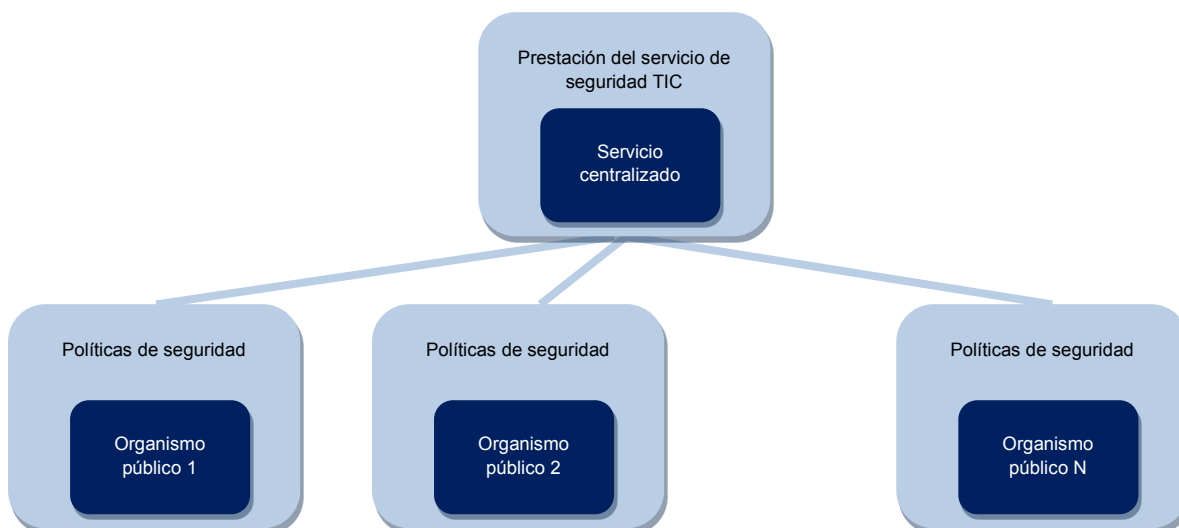 Prestación del servicio de
seguridad TIC
Servicio
centralizado
Políticas de seguridad
Organismo
público 1
Políticas de seguridad
Organismo
público 2
Políticas de seguridad
Organismo
público N